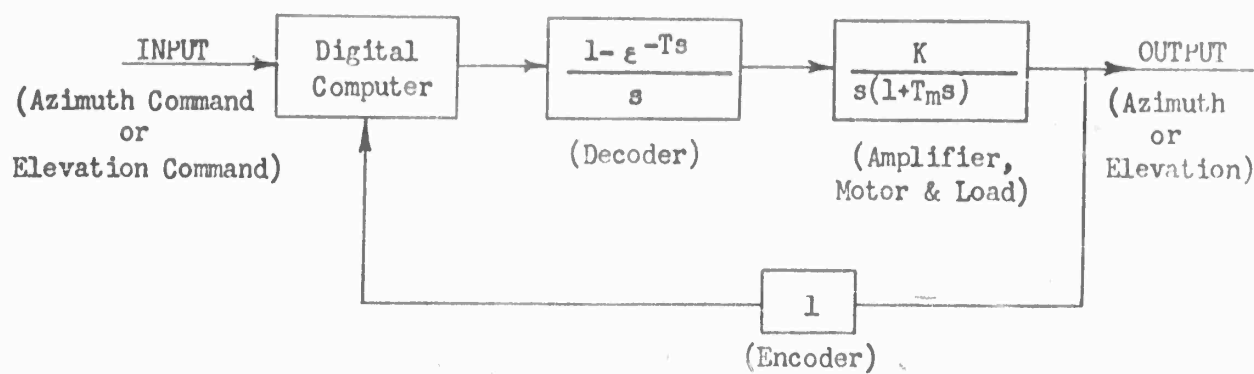 INPUT
(Azimuth Command
or
Elevation Command)
Digital
Computer
1- ε -Ts
s
(Decoder)
K
s(1+Tms)
(Amplifier,
Motor & Load)
OUTPUT
(Azimuth
or
Elevation)
1
(Encoder)